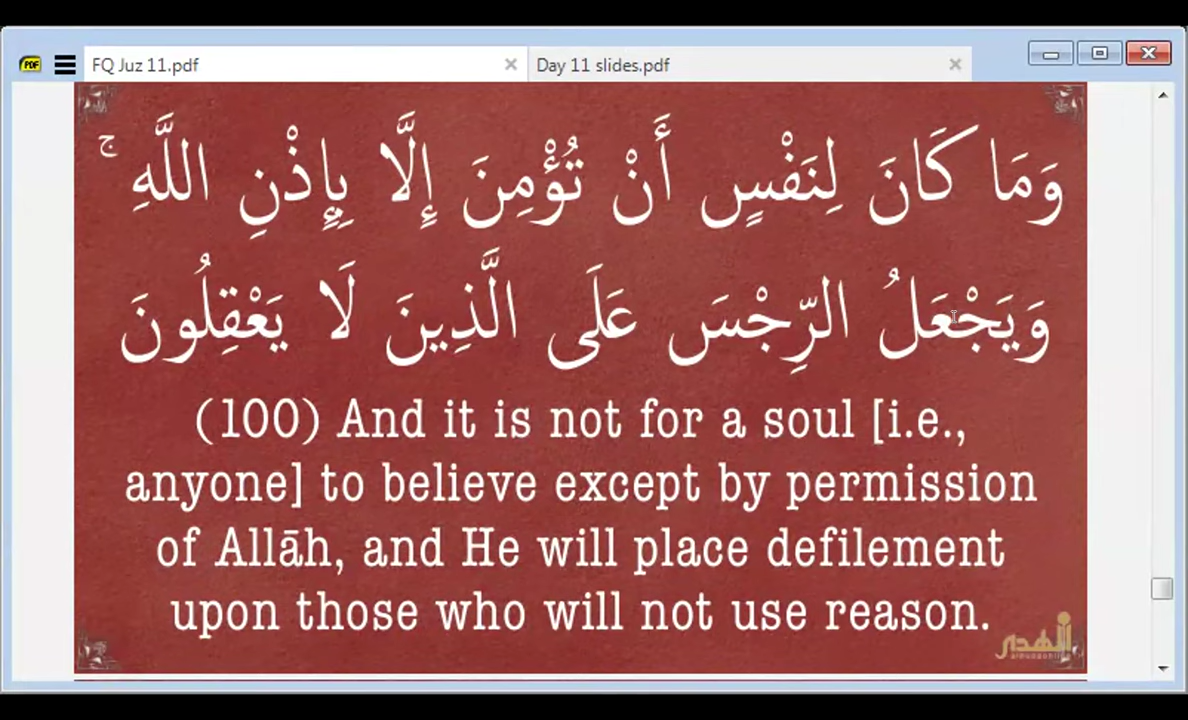 FQ Juz 11.pdf
Day 11 slides.pdf
وَمَا كَانَ لِنَفْسٍ أَنْ تُؤْمِنَ إِلَّا بِإِذْنِ اللَّهِ ۚ
وَيَجْعَلُ الرِّجْسَ عَلَى الَّذِينَ لَا يَعْقِلُونَ
(100) And it is not for a soul [i.e.,
anyone] to believe except by permission
of Allāh, and He will place defilement
upon those who will not use reason.
PDF
الهدى